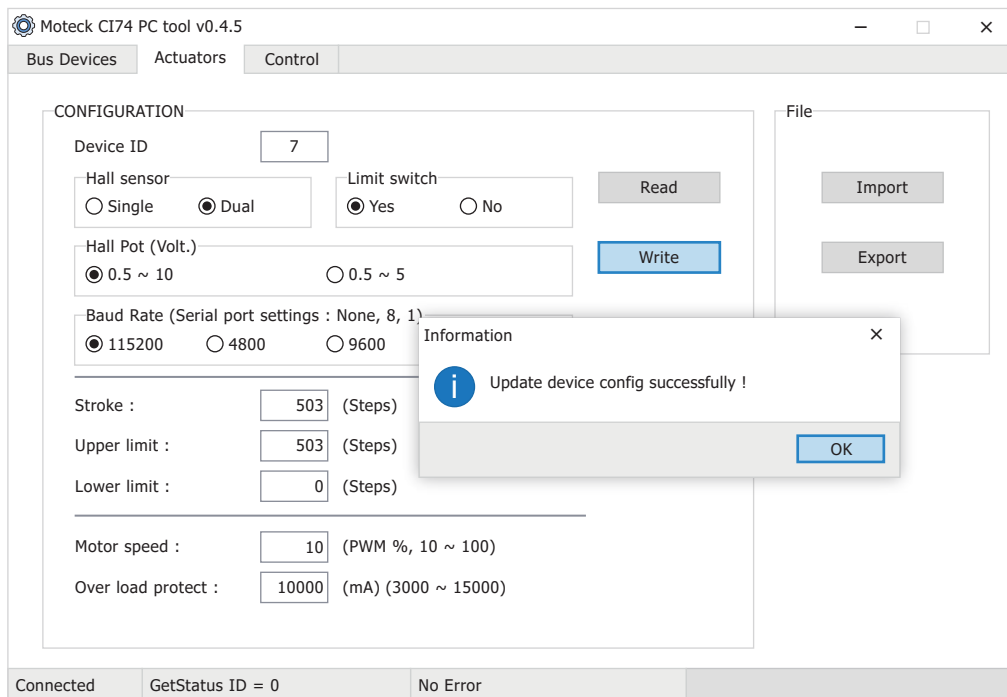 Moteck CI74 PC tool v0.4.5
Bus Devices Actuators Control
CONFIGURATION
File
Device ID 7
Hall sensor
Single Dual
Limit switch
Yes No
Read
Import
Hall Pot (Volt.)
0.5 ~ 10 0.5 ~ 5
Write
Export
Baud Rate (Serial port settings : None, 8, 1)
115200 4800 9600
Information
i Update device config successfully !
OK
Stroke : 503 (Steps)
Upper limit : 503 (Steps)
Lower limit : 0 (Steps)
Motor speed : 10 (PWM %, 10 ~ 100)
Over load protect : 10000 (mA) (3000 ~ 15000)
Connected GetStatus ID = 0 No Error